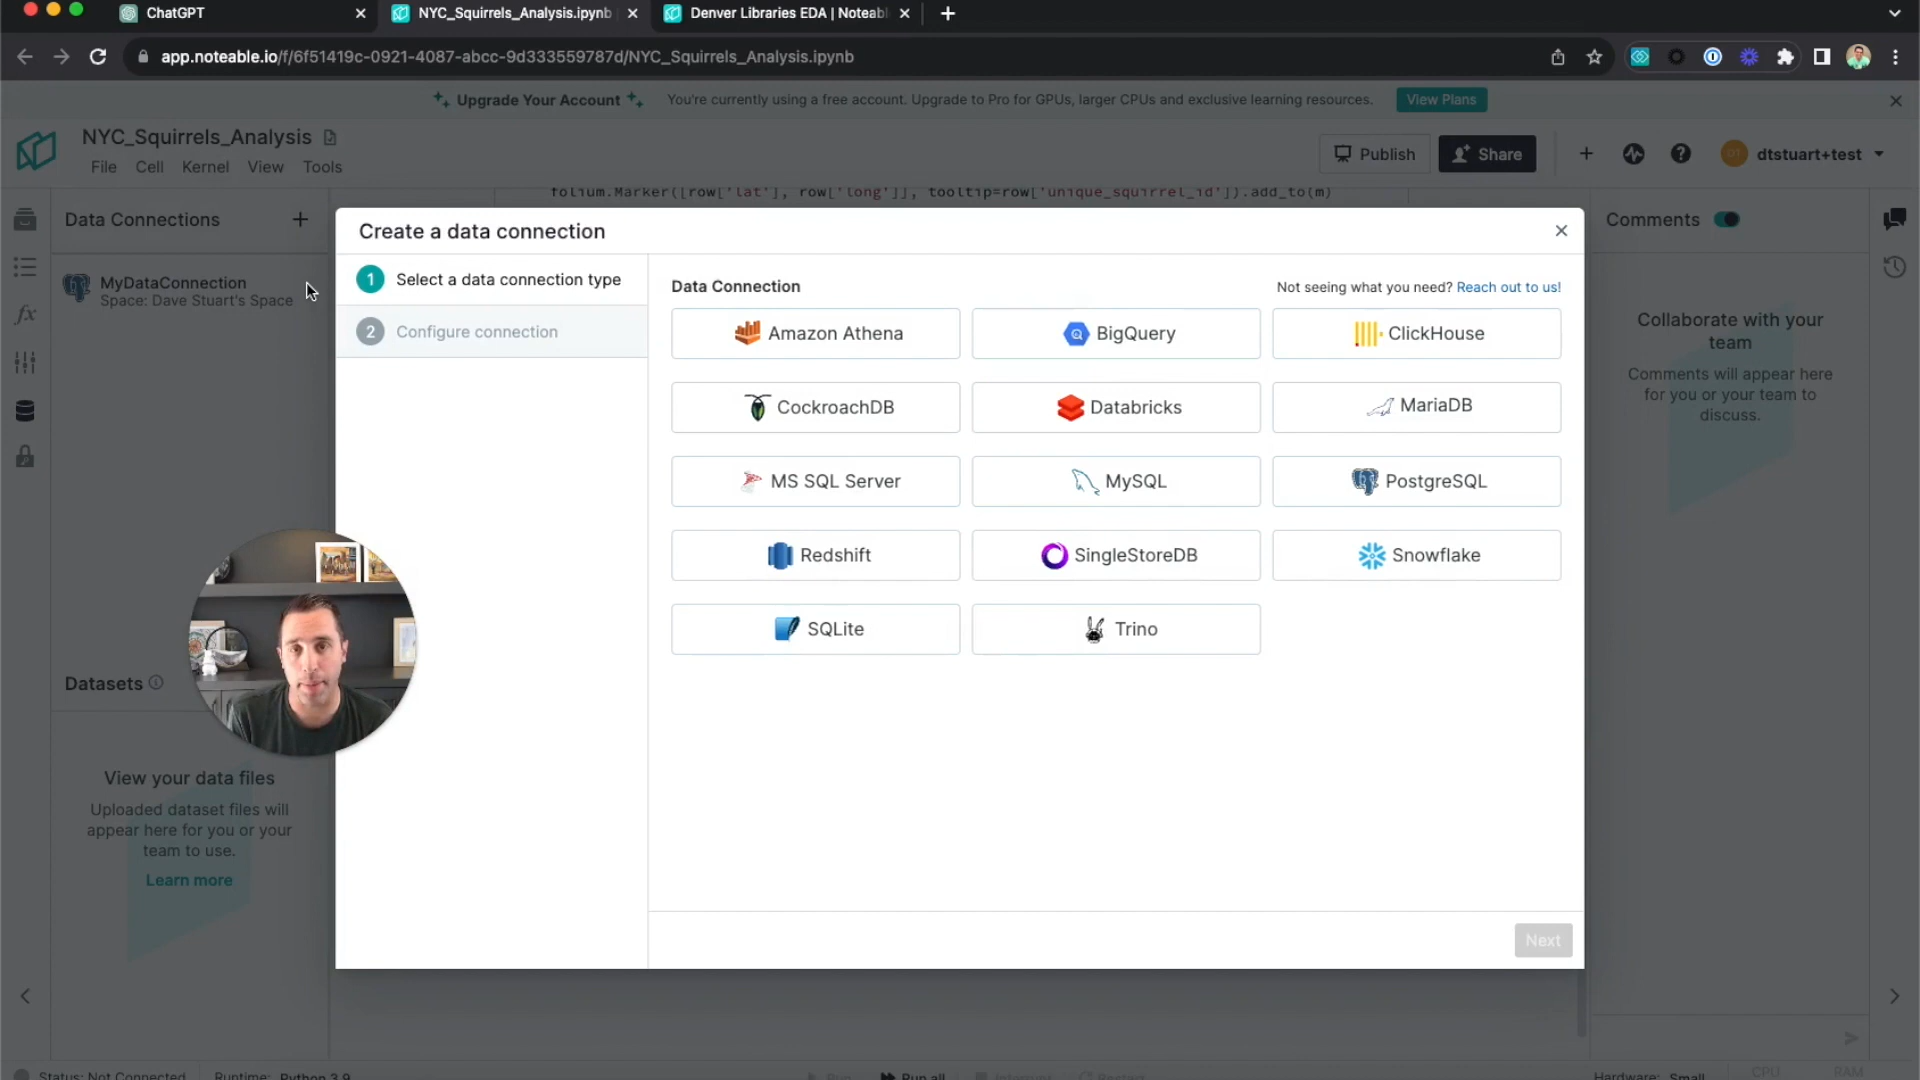 ChatGPT
NYC_Squirrels_Analysis.ipynb
Denver Libraries EDA | Noteabl
app.noteable.io/f/6f51419c-0921-4087-abcc-9d333559787d/NYC_Squirrels_Analysis.ipynb
Upgrade Your Account
You're currently using a free account. Upgrade to Pro for GPUs, larger CPUs and exclusive learning resources.
View Plans
NYC_Squirrels_Analysis
File Cell Kernel View Tools
Publish
Share
DT
dtstuart+test
folium.Marker([row['lat'], row['long']], tooltip=row['unique_squirrel_id']).add_to(m)
Data Connections
MyDataConnection
Space: Dave Stuart's Space
Datasets
View your data files
Uploaded dataset files will
appear here for you or your
team to use.
Learn more
Create a data connection
1 Select a data connection type
2 Configure connection
Data Connection
Not seeing what you need? Reach out to us!
Amazon Athena
BigQuery
ClickHouse
CockroachDB
Databricks
MariaDB
MS SQL Server
MySQL
PostgreSQL
Redshift
SingleStoreDB
Snowflake
SQLite
Trino
Next
Comments
Collaborate with your
team
Comments will appear here
for you or your team to
discuss.
Status: Not Connected
Runtime: Python 3.9
Run
Run all
Interrupt
Restart
Hardware: Small
CPU
RAM